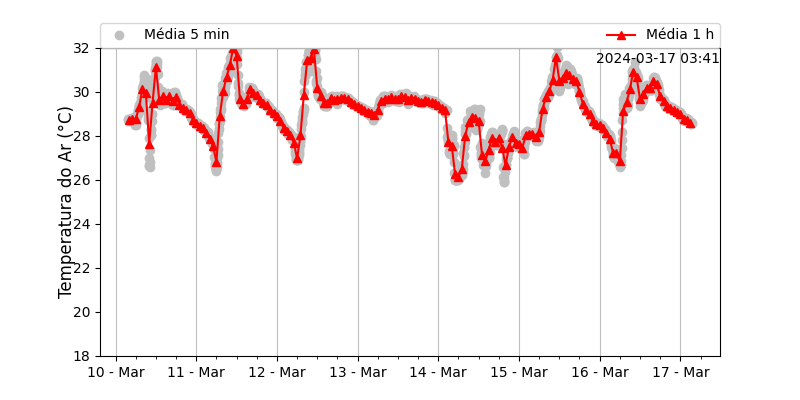 Média 5 min
Média 1 h
2024-03-17 03:41
Temperatura do Ar (°C)
32
30
28
26
24
22
20
18
10 - Mar
11 - Mar
12 - Mar
13 - Mar
14 - Mar
15 - Mar
16 - Mar
17 - Mar